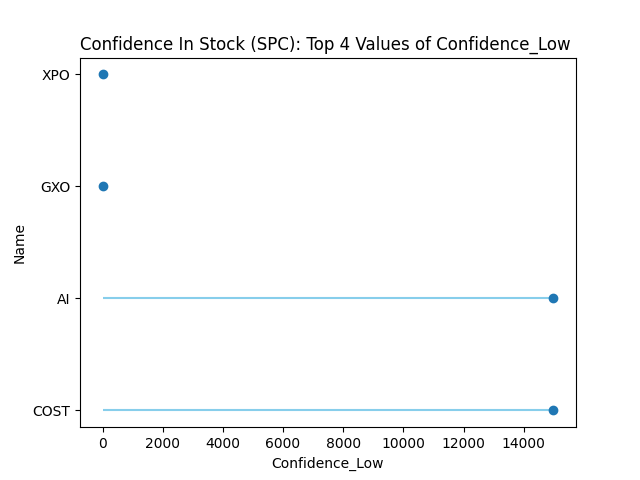 Confidence In Stock (SPC): Top 4 Values of Confidence_Low
XPO
GXO
AI
COST
Name
0 2000 4000 6000 8000 10000 12000 14000
Confidence_Low